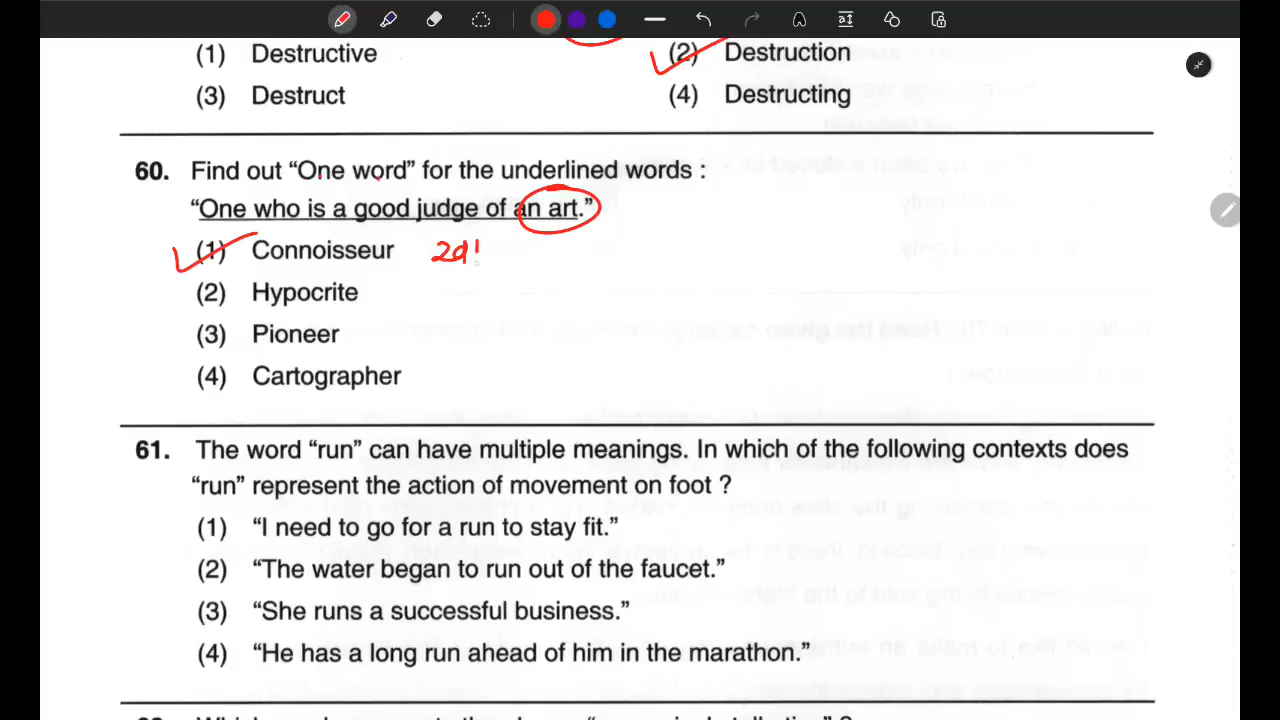 (1) Destructive (2) Destruction
(3) Destruct (4) Destructing
60. Find out “One word” for the underlined words :
“One who is a good judge of an art.”
(1) Connoisseur
(2) Hypocrite
(3) Pioneer
(4) Cartographer
61. The word “run” can have multiple meanings. In which of the following contexts does
“run” represent the action of movement on foot ?
(1) “I need to go for a run to stay fit.”
(2) “The water began to run out of the faucet.”
(3) “She runs a successful business.”
(4) “He has a long run ahead of him in the marathon.”